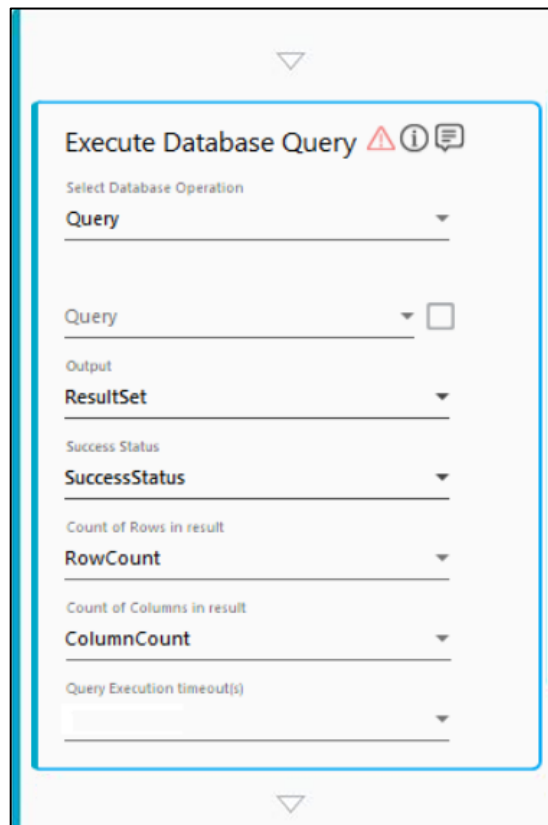 Execute Database Query
Select Database Operation
Query
Query
Output
ResultSet
Success Status
SuccessStatus
Count of Rows in result
RowCount
Count of Columns in result
ColumnCount
Query Execution timeout(s)